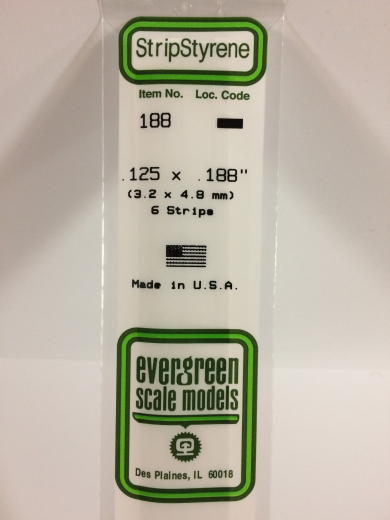 StripStyrene
Item No. Loc. Code
188
.125 x .188"
(3.2 x 4.8 mm)
6 Strips
Made in U.S.A.
evergreen
scale models
Des Plaines, IL 60018